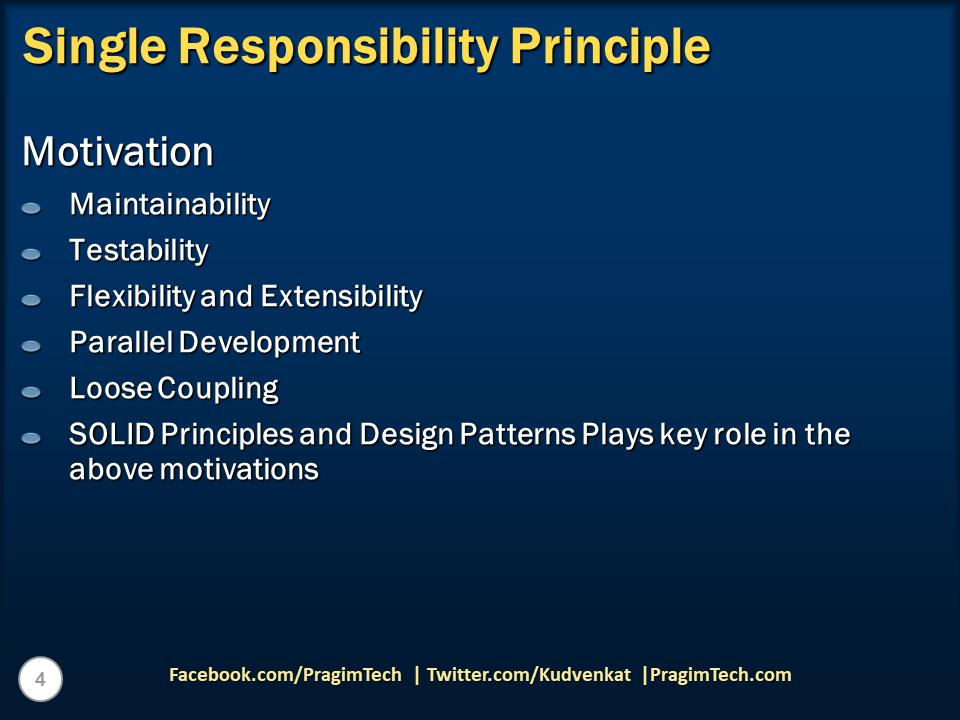 Single Responsibility Principle
Motivation
Maintainability
Testability
Flexibility and Extensibility
Parallel Development
Loose Coupling
SOLID Principles and Design Patterns Plays key role in the
above motivations
4
Facebook.com/PragimTech | Twitter.com/Kudvenkat |PragimTech.com